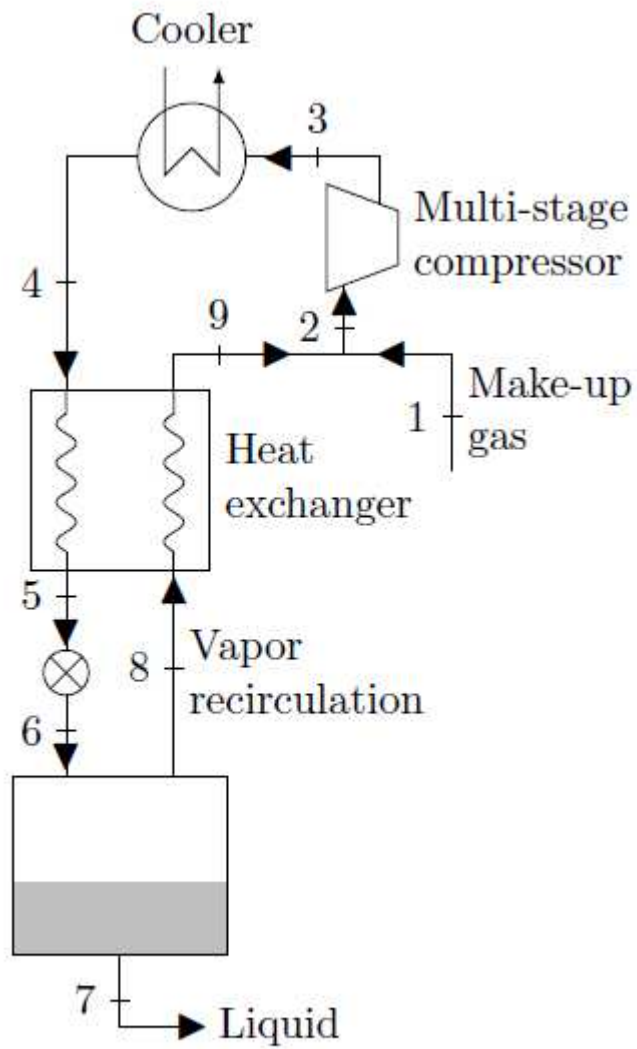 Cooler
3
Multi-stage
compressor
4
9
2
Make-up
gas
1
Heat
exchanger
5
8
Vapor
recirculation
6
7
Liquid